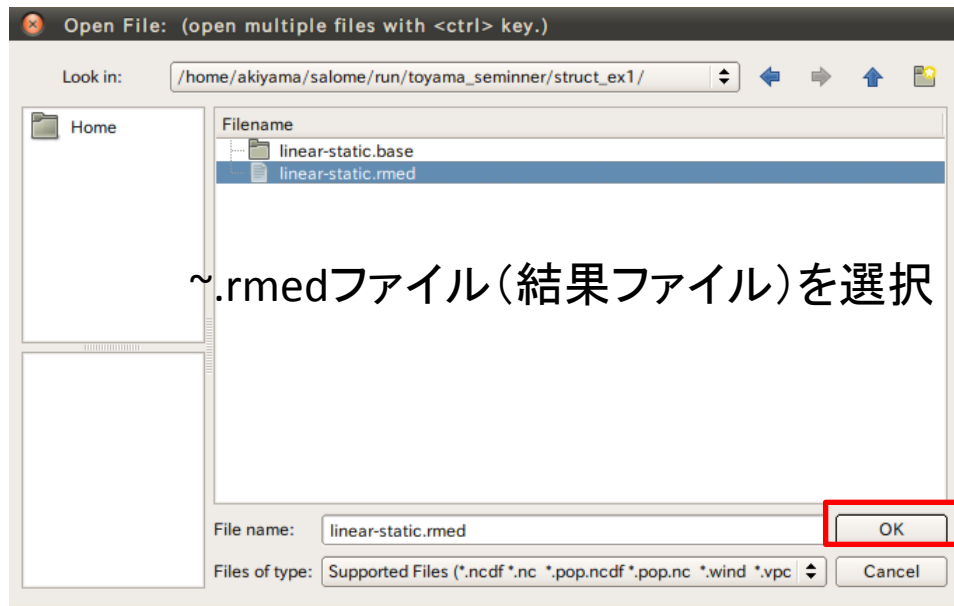 Open File: (open multiple files with <ctrl> key.)
Look in: /home/akiyama/salome/run/toyama_seminner/struct_ex1/
Home
Filename
linear-static.base
linear-static.rmed
~.rmedファイル(結果ファイル)を選択
File name: linear-static.rmed OK
Files of type: Supported Files (*.ncdf *.nc *.pop.ncdf *.pop.nc *.wind *.vpc Cancel